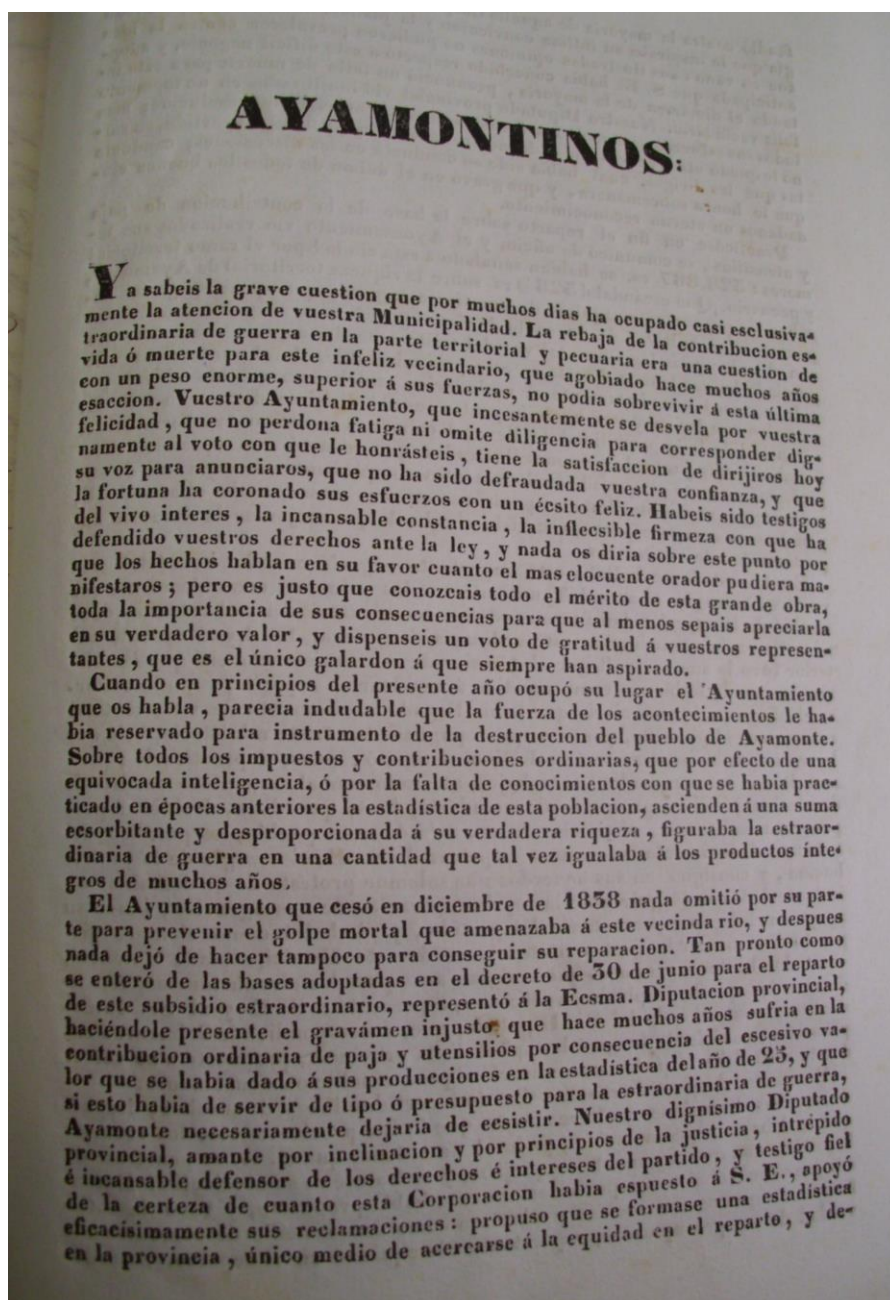 AYAMONTINOS:
Ya sabeis la grave cuestion que por muchos dias ha ocupado casi esclusiva-
mente la atencion de vuestra Municipalidad. La rebaja de la contribucion es-
traordinaria de guerra en la parte territorial y pecuaria era una cuestion de
vida ó muerte para este infeliz vecindario, que agobiado hace muchos años
con un peso enorme, superior á sus fuerzas, no podia sobrevivir á esta última
esaccion. Vuestro Ayuntamiento, que incesantemente se desvela por vuestra
felicidad, que no perdona fatiga ni omite diligencia para corresponder dig-
namente al voto con que le honrásteis, tiene la satisfaccion de dirijiros hoy
su voz para anunciaros, que no ha sido defraudada vuestra confianza, y que
la fortuna ha coronado sus esfuerzos con un écsito feliz. Habeis sido testigos
del vivo interes, la incansable constancia, la inflecsible firmeza con que ha
defendido vuestros derechos ante la ley, y nada os diria sobre este punto por
que los hechos hablan en su favor cuanto el mas elocuente orador pudiera ma-
nifestaros; pero es justo que conozcais todo el mérito de esta grande obra,
toda la importancia de sus consecuencias para que al menos sepais apreciarla
en su verdadero valor, y dispenseis un voto de gratitud á vuestros represen-
tantes, que es el único galardon á que siempre han aspirado.
Cuando en principios del presente año ocupó su lugar el Ayuntamiento
que os habla, parecia indudable que la fuerza de los acontecimientos le ha-
bia reservado para instrumento de la destruccion del pueblo de Ayamonte.
Sobre todos los impuestos y contribuciones ordinarias, que por efecto de una
equivocada inteligencia, ó por la falta de conocimientos con que se habia prac-
ticado en épocas anteriores la estadística de esta poblacion, ascienden á una suma
ecsorbitante y desproporcionada á su verdadera riqueza, figuraba la estraor-
dinaria de guerra en una cantidad que tal vez igualaba á los productos ínte-
gros de muchos años.
El Ayuntamiento que cesó en diciembre de 1838 nada omitió por su par-
te para prevenir el golpe mortal que amenazaba á este vecinda rio, y despues
nada dejó de hacer tampoco para conseguir su reparacion. Tan pronto como
se enteró de las bases adoptadas en el decreto de 30 de junio para el reparto
de este subsidio estraordinario, representó á la Ecsma. Diputacion provincial,
haciéndole presente el gravámen injusto que hace muchos años sufria en la
contribucion ordinaria de paja y utensilios por consecuencia del escesivo va-
lor que se habia dado á sus producciones en la estadística del año de 25, y que
si esto habia de servir de tipo ó presupuesto para la estraordinaria de guerra,
Ayamonte necesariamente dejaria de ecsistir. Nuestro dignísimo Diputado
provincial, amante por inclinacion y por principios de la justicia, intrépido
é incansable defensor de los derechos é intereses del partido, y testigo fiel
de la certeza de cuanto esta Corporacion habia espuesto á S. E., apoyó
eficacísimamente sus reclamaciones: propuso que se formase una estadística
en la provincia, único medio de acercarse á la equidad en el reparto, y de-